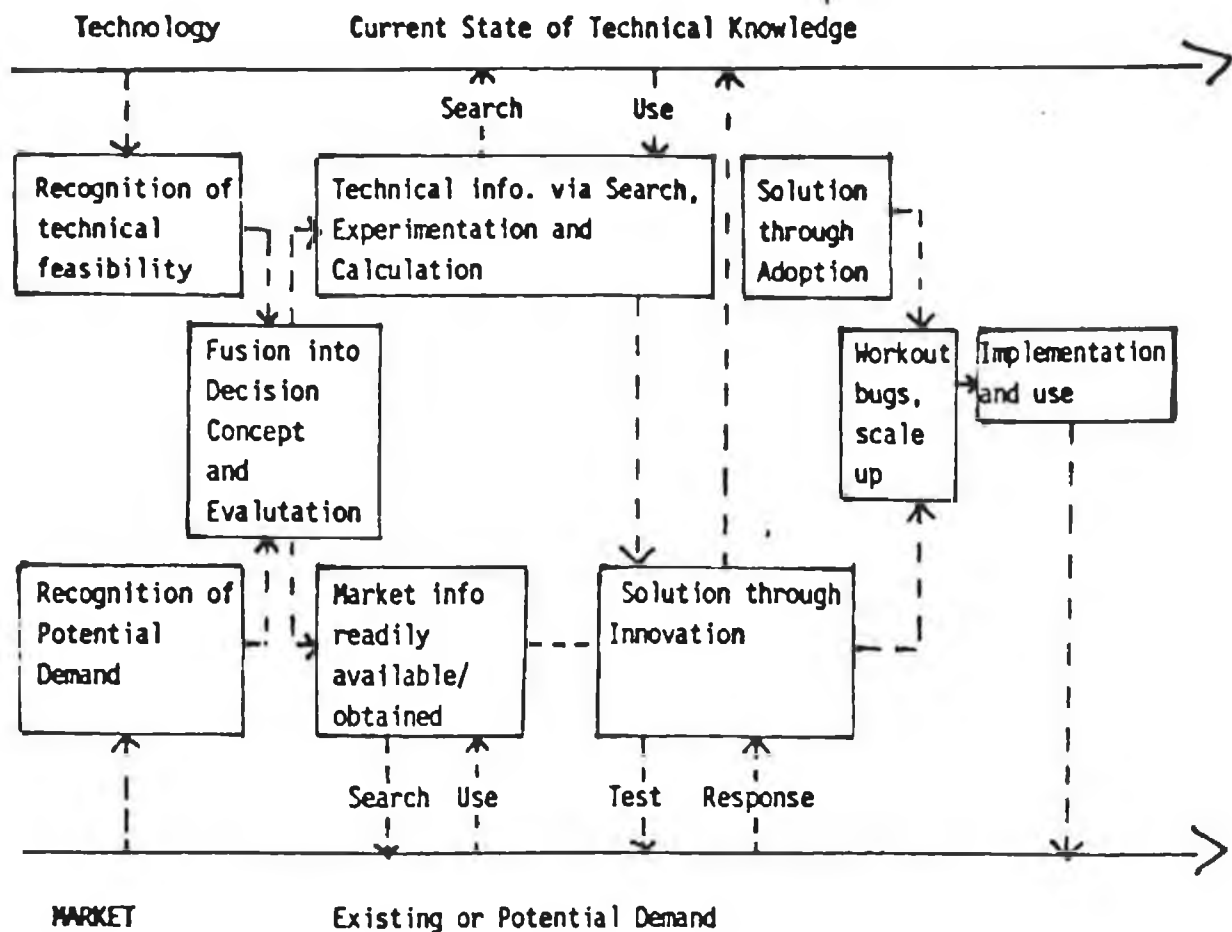 Technology Current State of Technical Knowledge
Search Use
Recognition of
technical
feasibility
Technical info. via Search,
Experimentation and
Calculation
Solution
through
Adoption
Fusion into
Decision
Concept
and
Evalutation
Workout
bugs,
scale
up
Implementation
and use
Recognition of
Potential
Demand
Market info
readily
available/
obtained
Solution through
Innovation
Search Use Test Response
MARKET Existing or Potential Demand